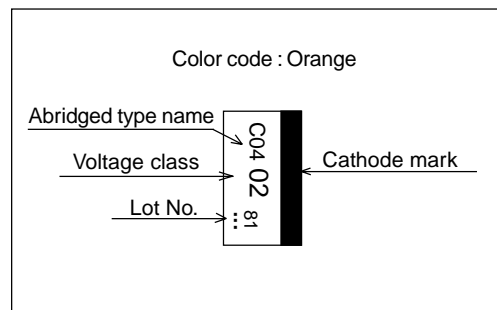 Color code : Orange
Abridged type name
Voltage class
Lot No.
C04 02 81
Cathode mark